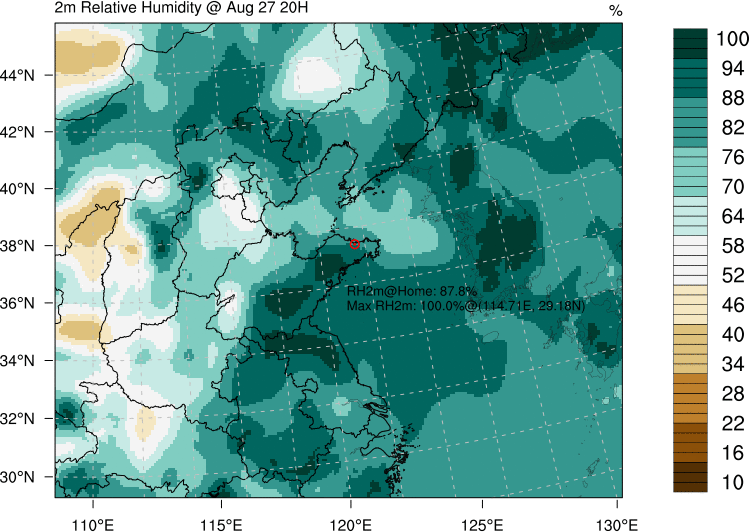 2m Relative Humidity @ Aug 27 20H
%
44°N
42°N
40°N
38°N
36°N
34°N
32°N
30°N
110°E
115°E
120°E
125°E
130°E
RH2m@Home: 87.8%
Max RH2m: 100.0%@(114.71E, 29.18N)
100
94
88
82
76
70
64
58
52
46
40
34
28
22
16
10